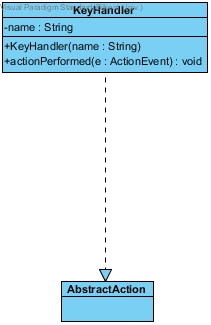 KeyHandler
-name : String
+KeyHandler(name : String)
+actionPerformed(e : ActionEvent) : void
AbstractAction